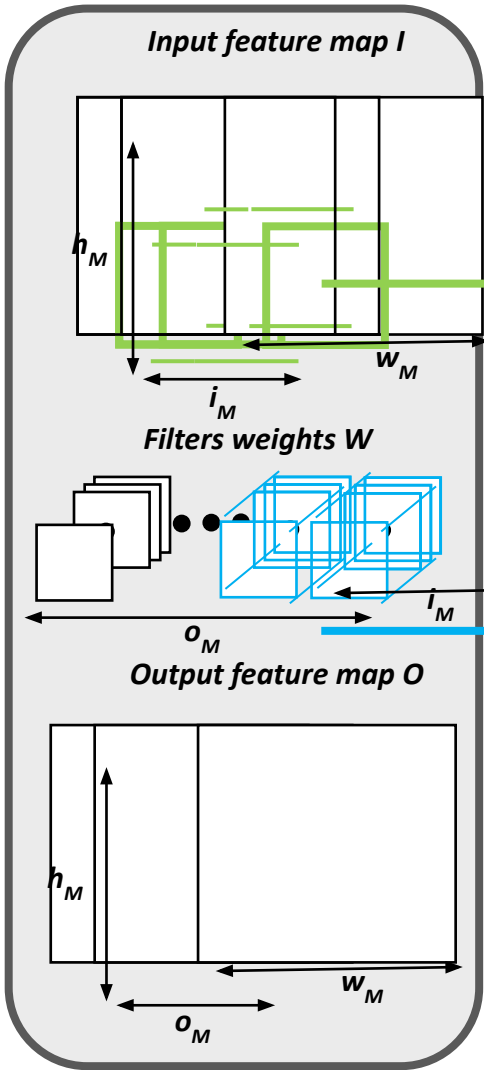 Input feature map I
h_M
w_M
i_M
Filters weights W
i_M
o_M
Output feature map O
h_M
w_M
o_M